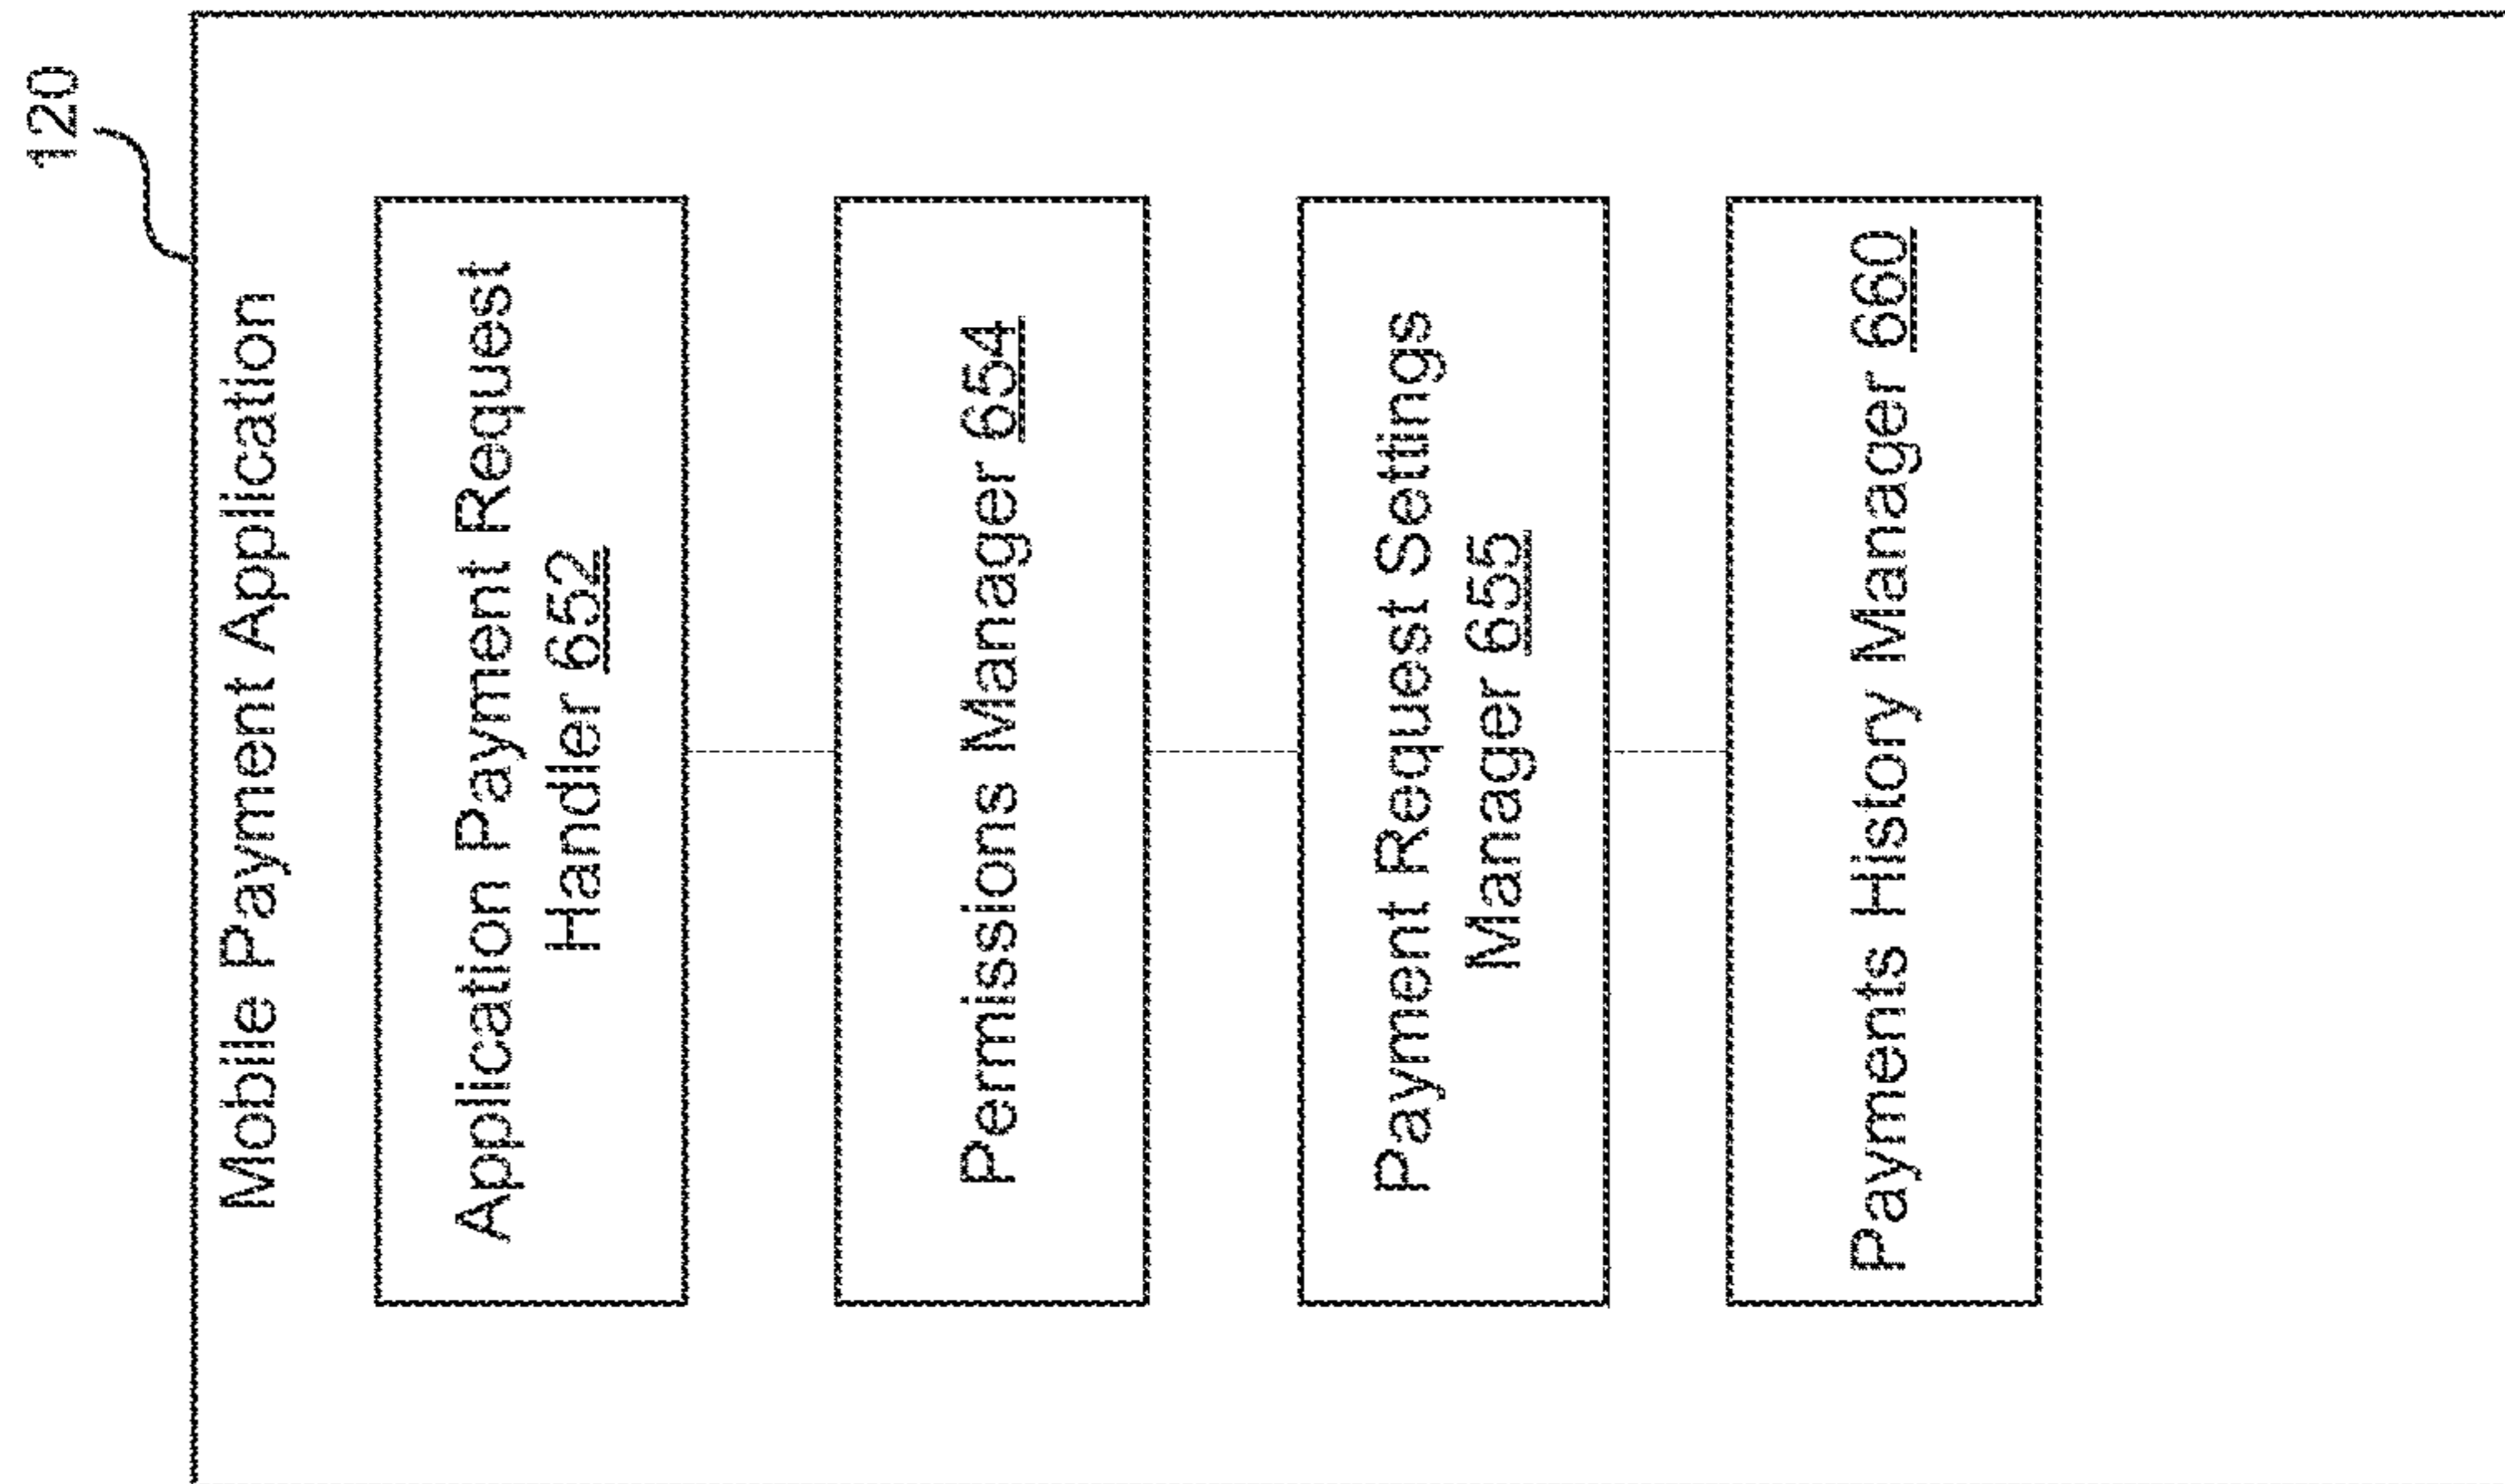 120
Mobile Payment Application
Application Payment Request
Handler 652
Permissions Manager 654
Payment Request Settings
Manager 655
Payments History Manager 660